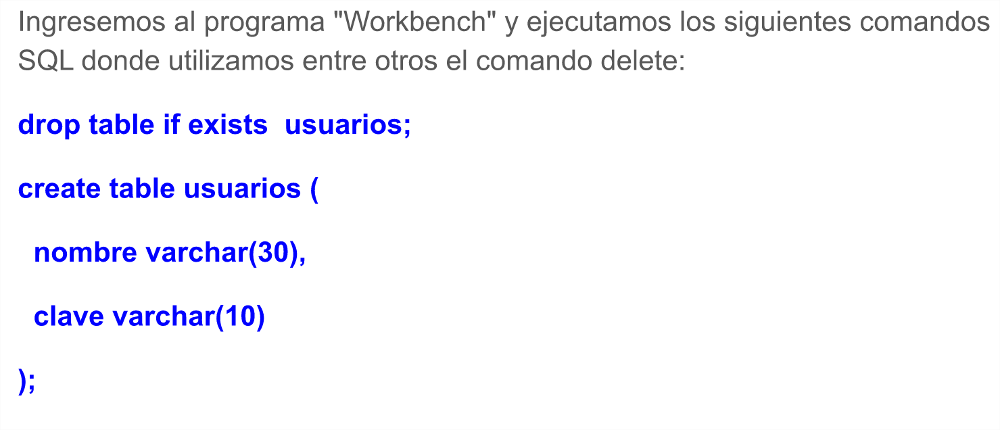 Ingresemos al programa "Workbench" y ejecutamos los siguientes comandos
SQL donde utilizamos entre otros el comando delete:
drop table if exists  usuarios;
create table usuarios (
  nombre varchar(30),
  clave varchar(10)
);